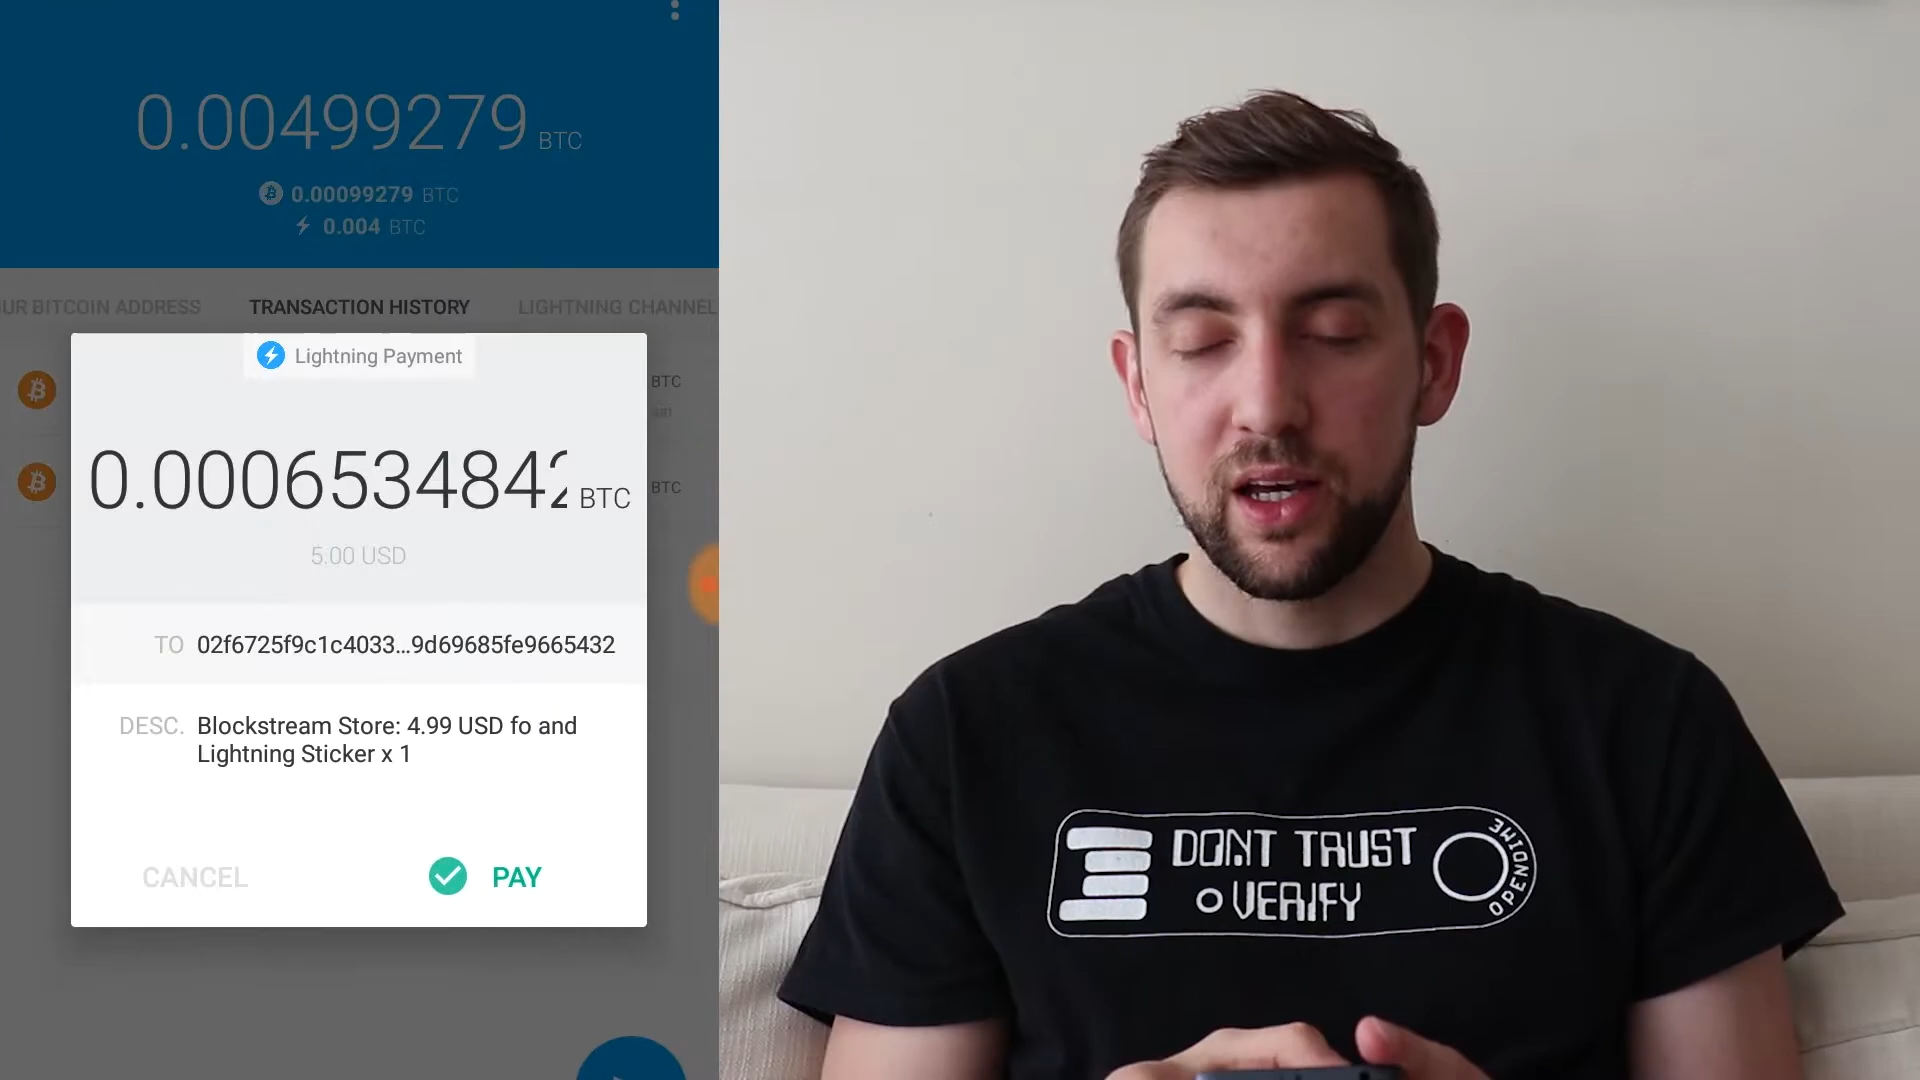 0.00499279 BTC
0.00099279 BTC
0.004 BTC
UR BITCOIN ADDRESS TRANSACTION HISTORY LIGHTNING CHANNEL
Lightning Payment
BTC
0.000653484 BTC
BTC
5.00 USD
TO 02f6725f9c1c4033...9d69685fe9665432
DESC. Blockstream Store: 4.99 USD fo and
Lightning Sticker x 1
CANCEL PAY
DONT TRUST
VERIFY
OPENDIME